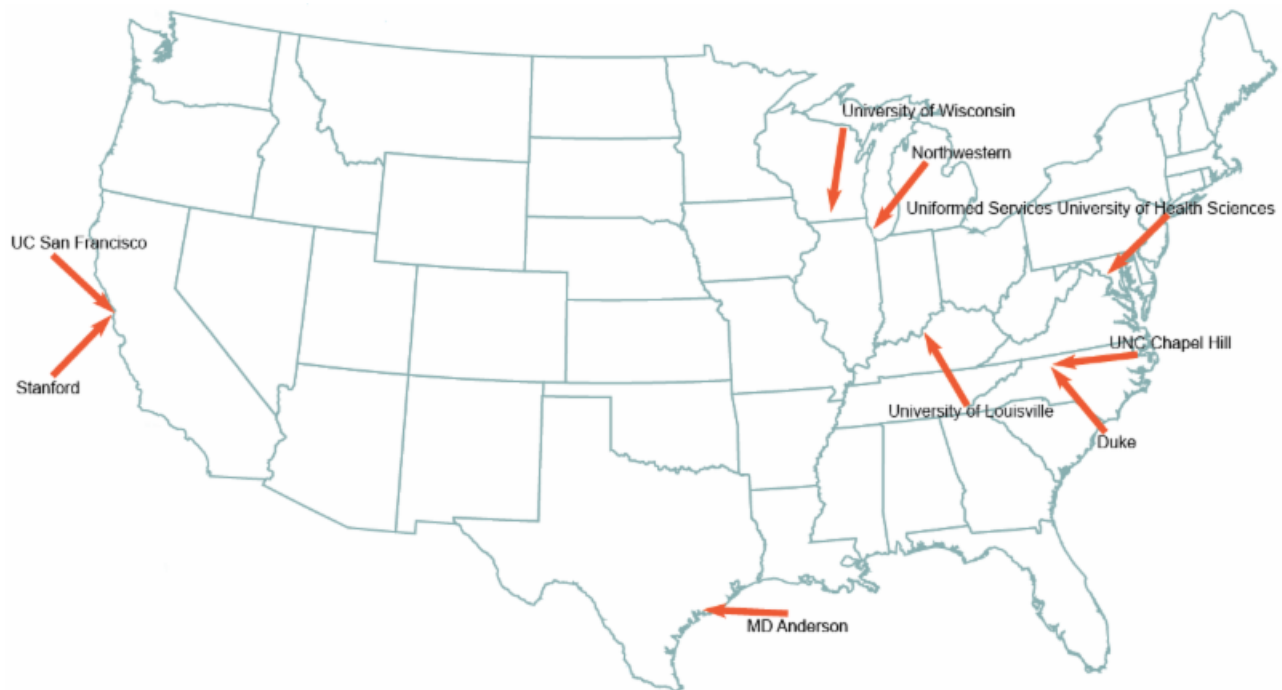 University of Wisconsin
Northwestern
Uniformed Services University of Health Sciences
UC San Francisco
UNC Chapel Hill
Stanford
University of Louisville
Duke
MD Anderson